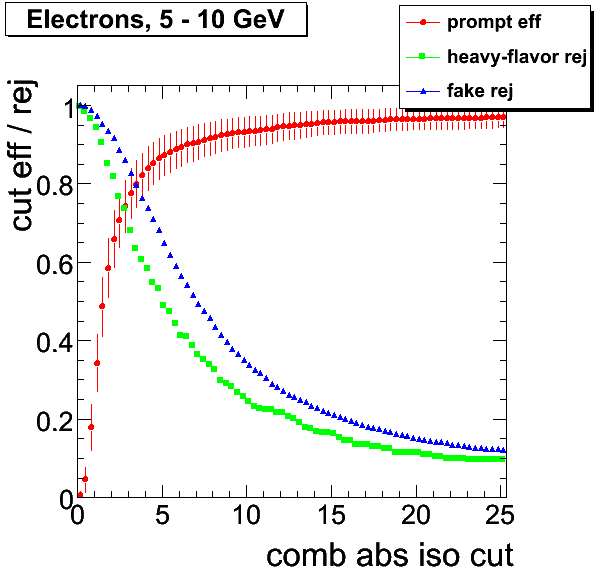 Electrons, 5 - 10 GeV
prompt eff
heavy-flavor rej
fake rej
cut eff / rej
1
0.8
0.6
0.4
0.2
0
0 5 10 15 20 25
comb abs iso cut